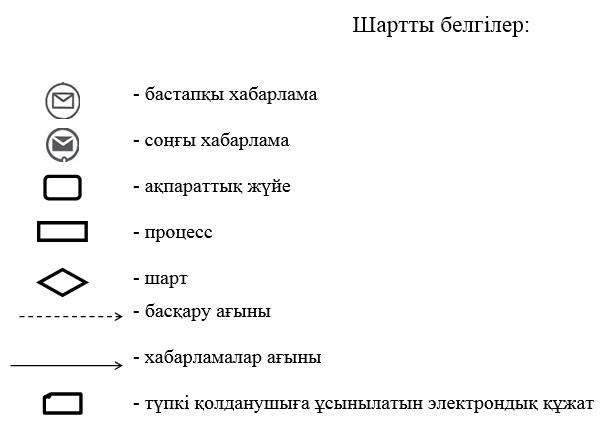 Шартты белгілер:
- бастапқы хабарлама
- соңғы хабарлама
- ақпараттық жүйе
- процесс
- шарт
- басқару ағыны
- хабарламалар ағыны
- түпкі қолданушыға ұсынылатын электрондық құжат